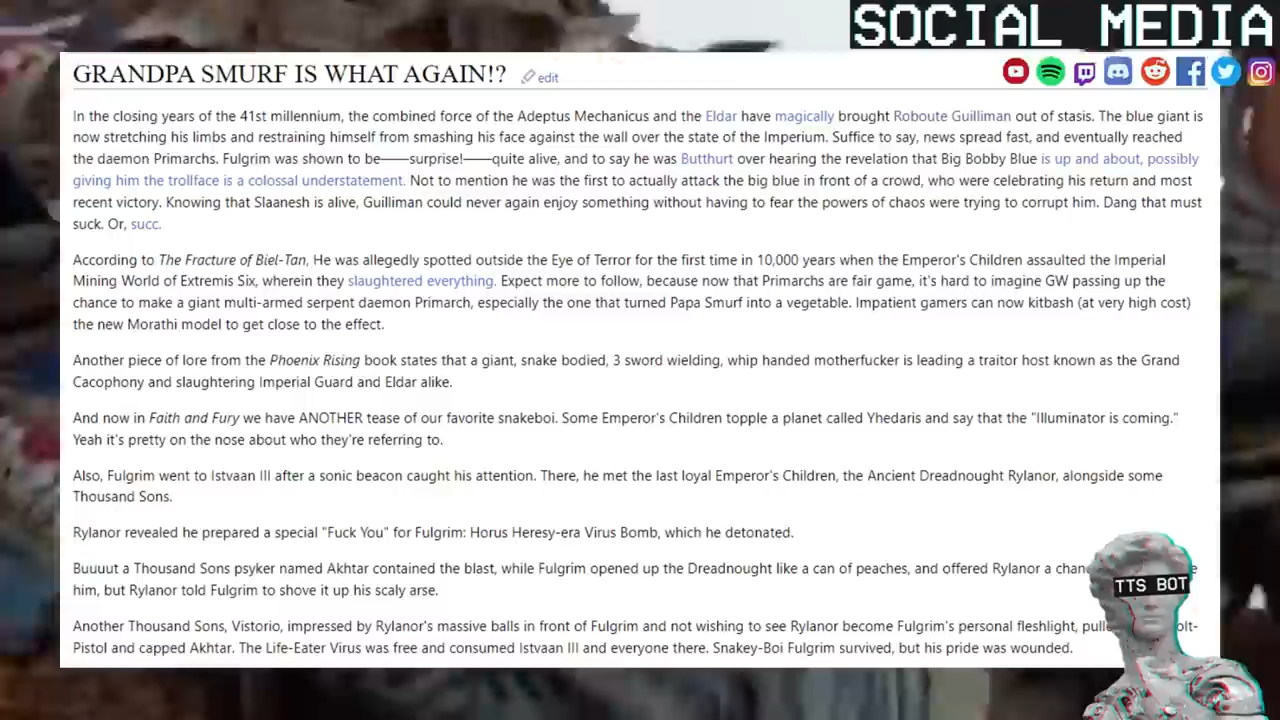 SOCIAL MEDIA
GRANDPA SMURF IS WHAT AGAIN!? edit
In the closing years of the 41st millennium, the combined force of the Adeptus Mechanicus and the Eldar have magically brought Roboute Guilliman out of stasis. The blue giant is
now stretching his limbs and restraining himself from smashing his face against the wall over the state of the Imperium. Suffice to say, news spread fast, and eventually reached
the daemon Primarchs. Fulgrim was shown to be——surprise!——quite alive, and to say he was Butthurt over hearing the revelation that Big Bobby Blue is up and about, possibly
giving him the trollface is a colossal understatement. Not to mention he was the first to actually attack the big blue in front of a crowd, who were celebrating his return and most
recent victory. Knowing that Slaanesh is alive, Guilliman could never again enjoy something without having to fear the powers of chaos were trying to corrupt him. Dang that must
suck. Or, succ.
According to The Fracture of Biel-Tan, He was allegedly spotted outside the Eye of Terror for the first time in 10,000 years when the Emperor's Children assaulted the Imperial
Mining World of Extremis Six, wherein they slaughtered everything. Expect more to follow, because now that Primarchs are fair game, it's hard to imagine GW passing up the
chance to make a giant multi-armed serpent daemon Primarch, especially the one that turned Papa Smurf into a vegetable. Impatient gamers can now kitbash (at very high cost)
the new Morathi model to get close to the effect.
Another piece of lore from the Phoenix Rising book states that a giant, snake bodied, 3 sword wielding, whip handed motherfucker is leading a traitor host known as the Grand
Cacophony and slaughtering Imperial Guard and Eldar alike.
And now in Faith and Fury we have ANOTHER tease of our favorite snakeboi. Some Emperor's Children topple a planet called Yhedaris and say that the "Illuminator is coming."
Yeah it's pretty on the nose about who they're referring to.
Also, Fulgrim went to Istvaan III after a sonic beacon caught his attention. There, he met the last loyal Emperor's Children, the Ancient Dreadnought Rylanor, alongside some
Thousand Sons.
Rylanor revealed he prepared a special "Fuck You" for Fulgrim: Horus Heresy-era Virus Bomb, which he detonated.
Buuuut a Thousand Sons psyker named Akhtar contained the blast, while Fulgrim opened up the Dreadnought like a can of peaches, and offered Rylanor a
him, but Rylanor told Fulgrim to shove it up his scaly arse.
Another Thousand Sons, Vistorio, impressed by Rylanor's massive balls in front of Fulgrim and not wishing to see Rylanor become Fulgrim's personal fleshlight,
Pistol and capped Akhtar. The Life-Eater Virus was free and consumed Istvaan III and everyone there. Snakey-Boi Fulgrim survived, but his pride was wounded.
TTS BOT